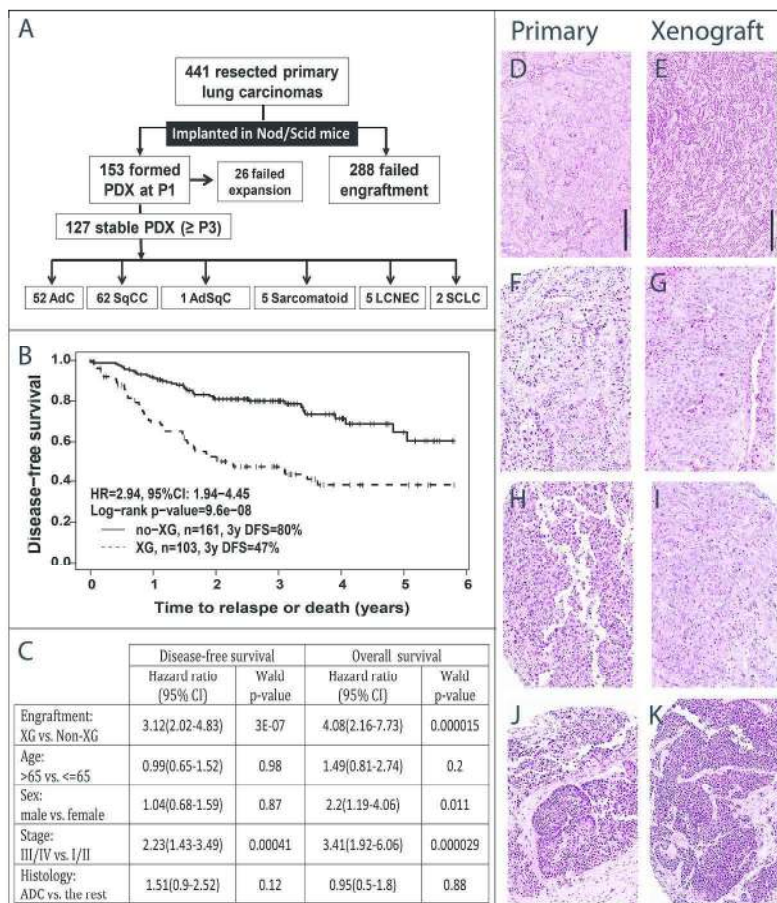 A
441 resected primary
lung carcinomas
Implanted in Nod/Scid mice
153 formed
PDX at P1
26 failed
expansion
288 failed
engraftment
127 stable PDX (≥ P3)
52 AdC
62 SqCC
1 AdSqC
5 Sarcomatoid
5 LCNEC
2 SCLC
B
Disease-free survival
1.0
0.8
0.6
0.4
0.2
0.0
HR=2.94, 95%CI: 1.94-4.45
Log-rank p-value=9.6e-08
no-XG, n=161, 3y DFS=80%
XG, n=103, 3y DFS=47%
0 1 2 3 4 5 6
Time to relaspe or death (years)
C
Disease-free survival Overall survival
Hazard ratio (95% CI) Wald p-value Hazard ratio (95% CI) Wald p-value
Engraftment:
XG vs. Non-XG 3.12(2.02-4.83) 3E-07 4.08(2.16-7.73) 0.000015
Age:
>65 vs. <=65 0.99(0.65-1.52) 0.98 1.49(0.81-2.74) 0.2
Sex:
male vs. female 1.04(0.68-1.59) 0.87 2.2(1.19-4.06) 0.011
Stage:
III/IV vs. I/II 2.23(1.43-3.49) 0.00041 3.41(1.92-6.06) 0.000029
Histology:
ADC vs. the rest 1.51(0.9-2.52) 0.12 0.95(0.5-1.8) 0.88
Primary Xenograft
D E
F G
H I
J K